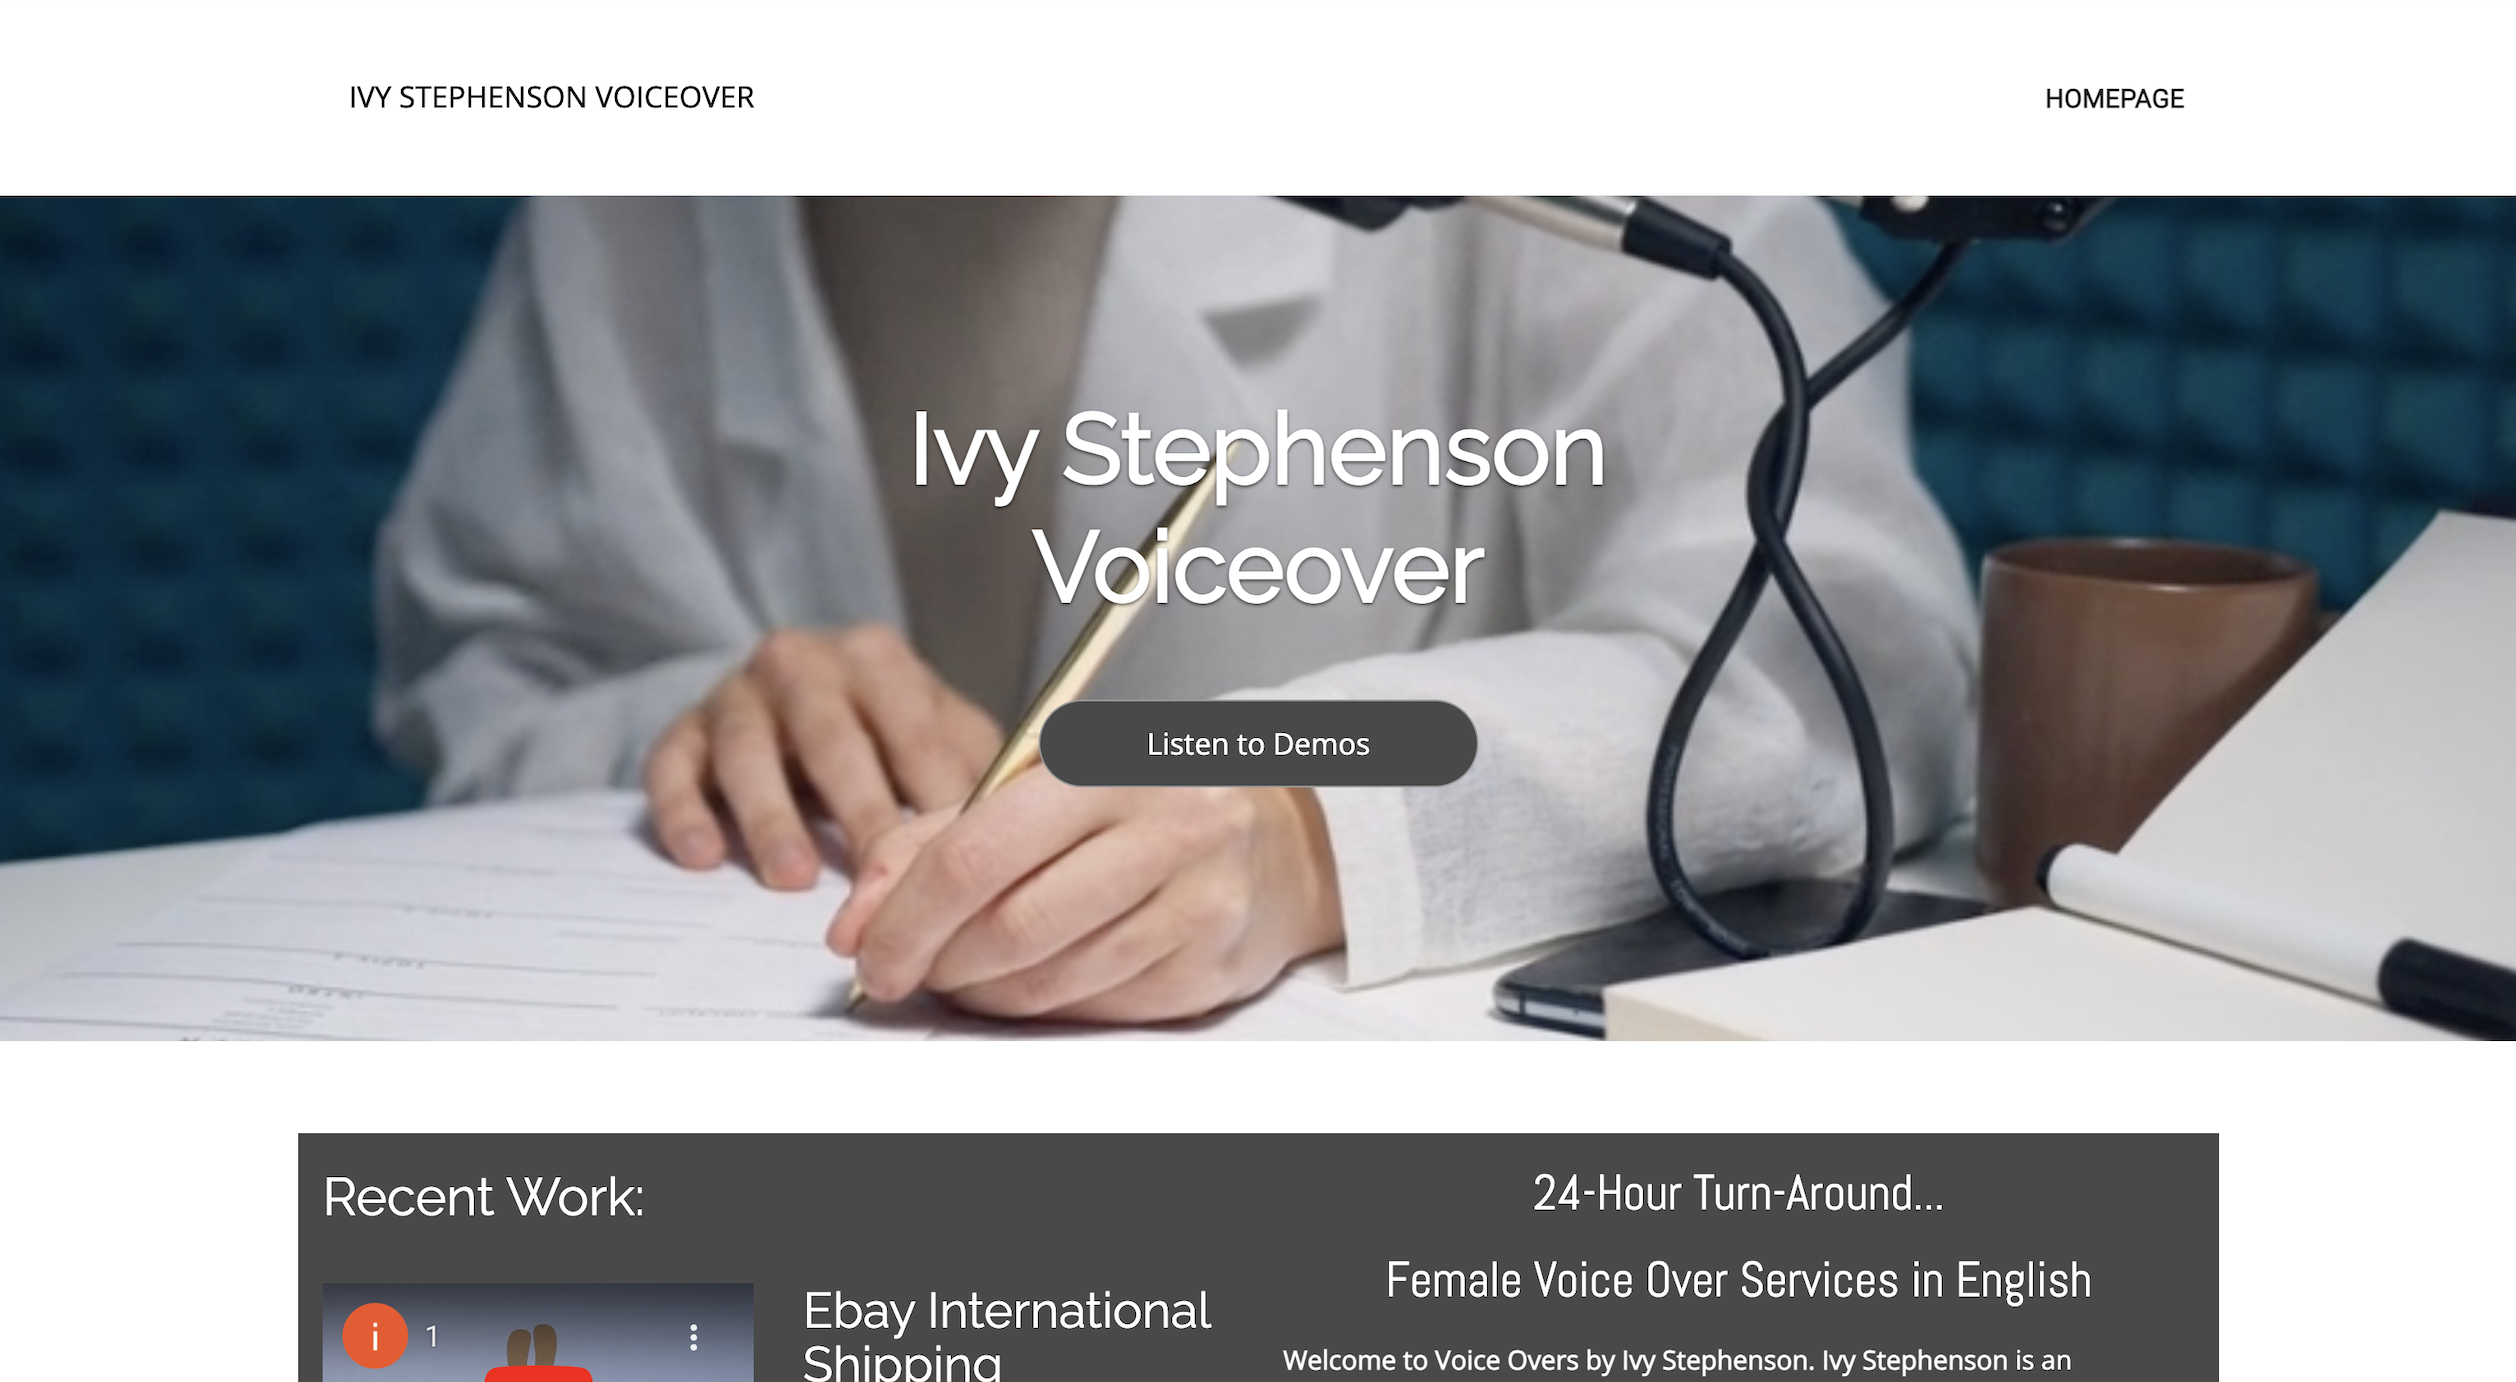 IVY STEPHENSON VOICEOVER
HOMEPAGE
Ivy Stephenson
Voiceover
Listen to Demos
Recent Work:
i
1
Ebay International
Shipping
24-Hour Turn-Around...
Female Voice Over Services in English
Welcome to Voice Overs by Ivy Stephenson. Ivy Stephenson is an